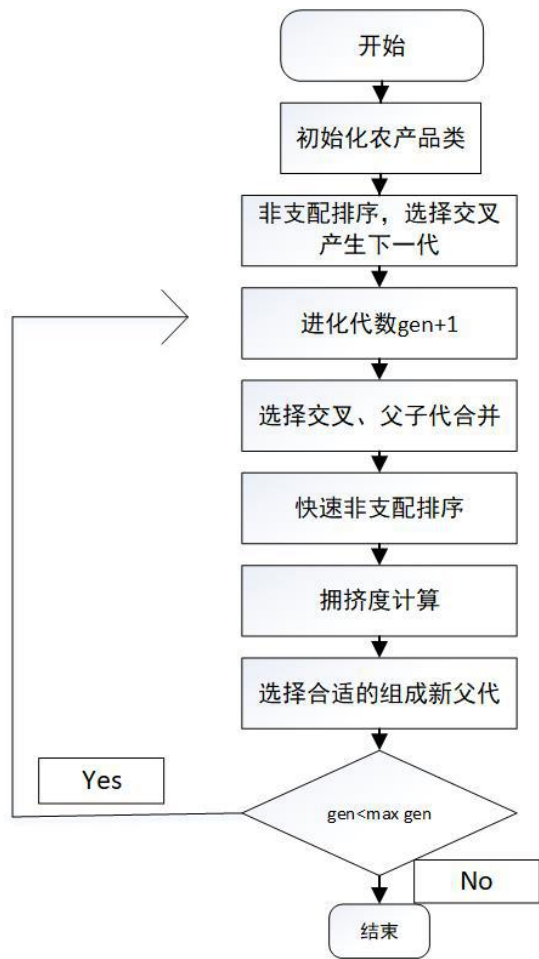 开始
初始化农产品类
非支配排序，选择交叉
产生下一代
进化代数gen+1
选择交叉、父子代合并
快速非支配排序
拥挤度计算
选择合适的组成新父代
Yes
gen<max gen
No
结束